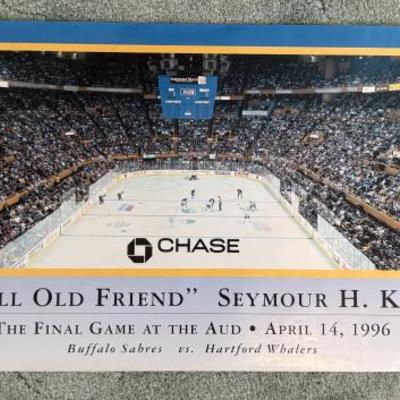 CHASE
LL OLD FRIEND” SEYMOUR H. K
THE FINAL GAME AT THE AUD • APRIL 14, 1996
Buffalo Sabres vs. Hartford Whalers